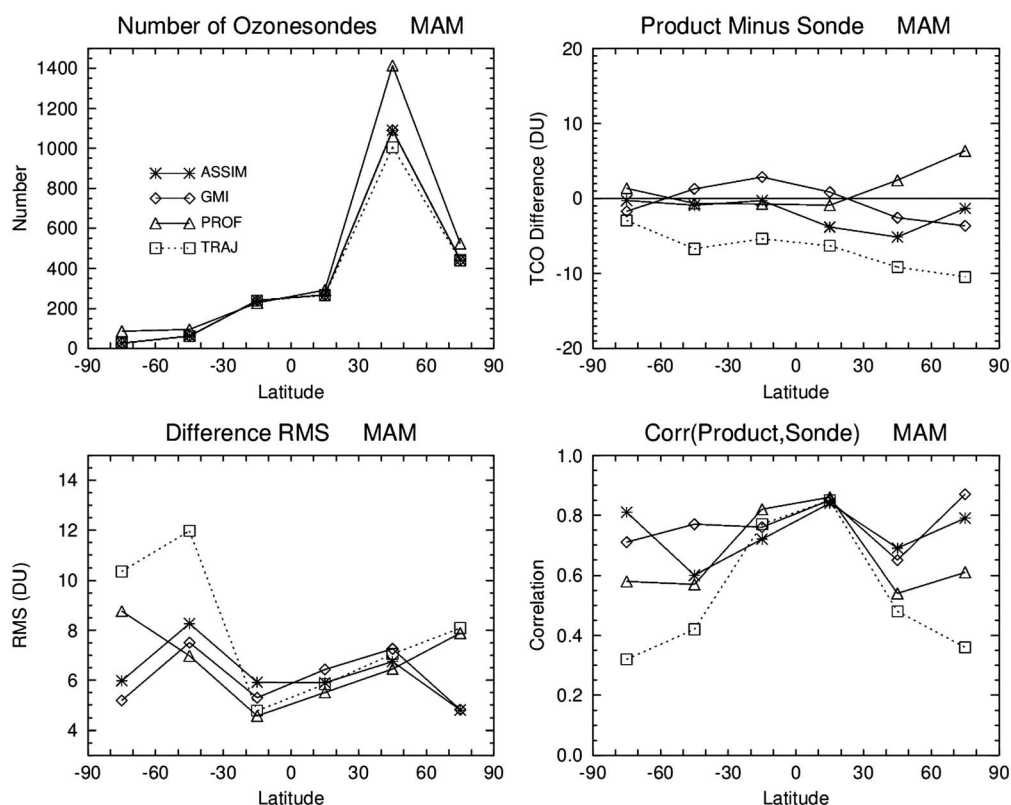 Number of Ozonesondes MAM
1400
1200
1000
800
600
400
200
0
Number
ASSIM
GMI
PROF
TRAJ
-90 -60 -30 0 30 60 90
Latitude
Product Minus Sonde MAM
20
10
0
-10
-20
TCO Difference (DU)
-90 -60 -30 0 30 60 90
Latitude
Difference RMS MAM
14
12
10
8
6
4
RMS (DU)
-90 -60 -30 0 30 60 90
Latitude
Corr(Product,Sonde) MAM
1.0
0.8
0.6
0.4
0.2
0.0
Correlation
-90 -60 -30 0 30 60 90
Latitude